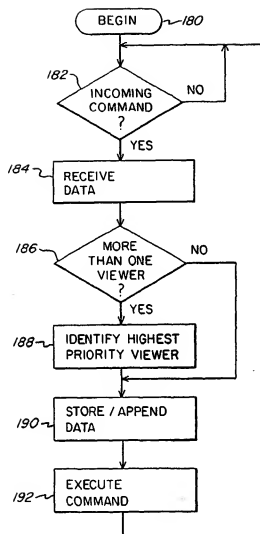 BEGIN 180
182
INCOMING
COMMAND
?
NO
YES
184
RECEIVE
DATA
186
MORE
THAN ONE
VIEWER
?
NO
YES
188
IDENTIFY HIGHEST
PRIORITY VIEWER
190
STORE / APPEND
DATA
192
EXECUTE
COMMAND